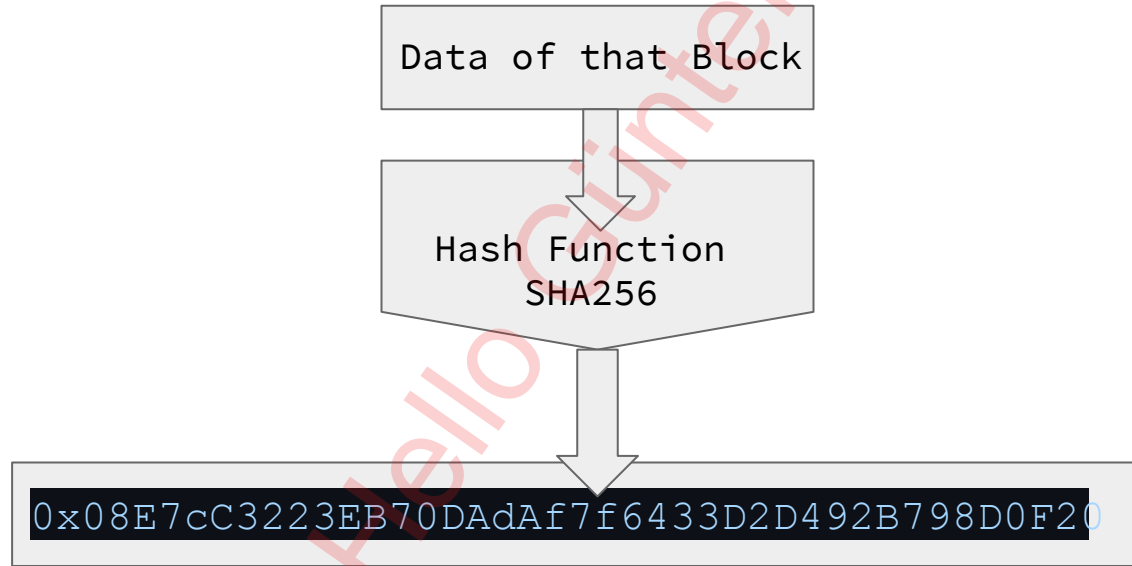 Data of that Block
Hash Function
SHA256
0x08E7cC3223EB70DAdAf7f6433D2D492B798D0F20
Hello Günter